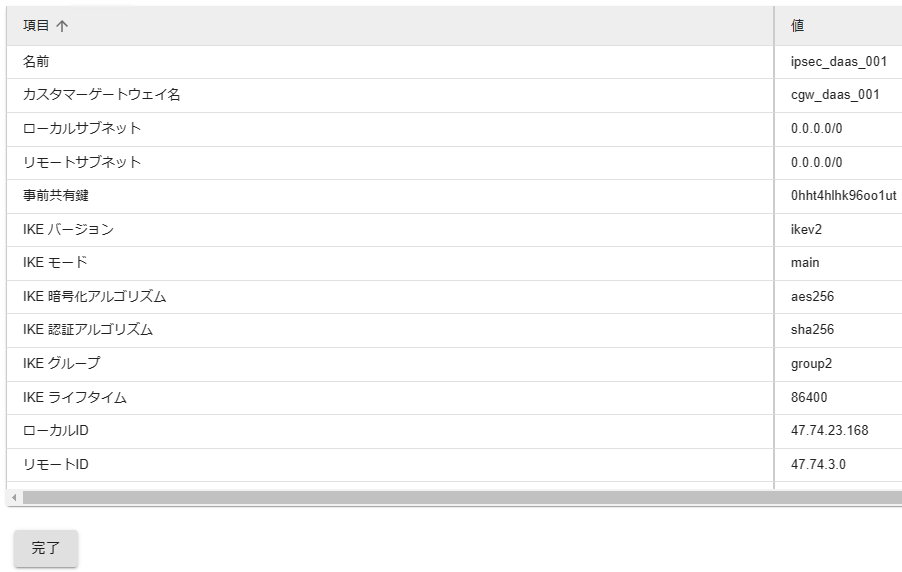 項目 ↑ 値
名前 ipsec_daas_001
カスタマーゲートウェイ名 cgw_daas_001
ローカルサブネット 0.0.0.0/0
リモートサブネット 0.0.0.0/0
事前共有鍵 0hht4hlhk96oo1ut
IKE バージョン ikev2
IKE モード main
IKE 暗号化アルゴリズム aes256
IKE 認証アルゴリズム sha256
IKE グループ group2
IKE ライフタイム 86400
ローカルID 47.74.23.168
リモートID 47.74.3.0
完了